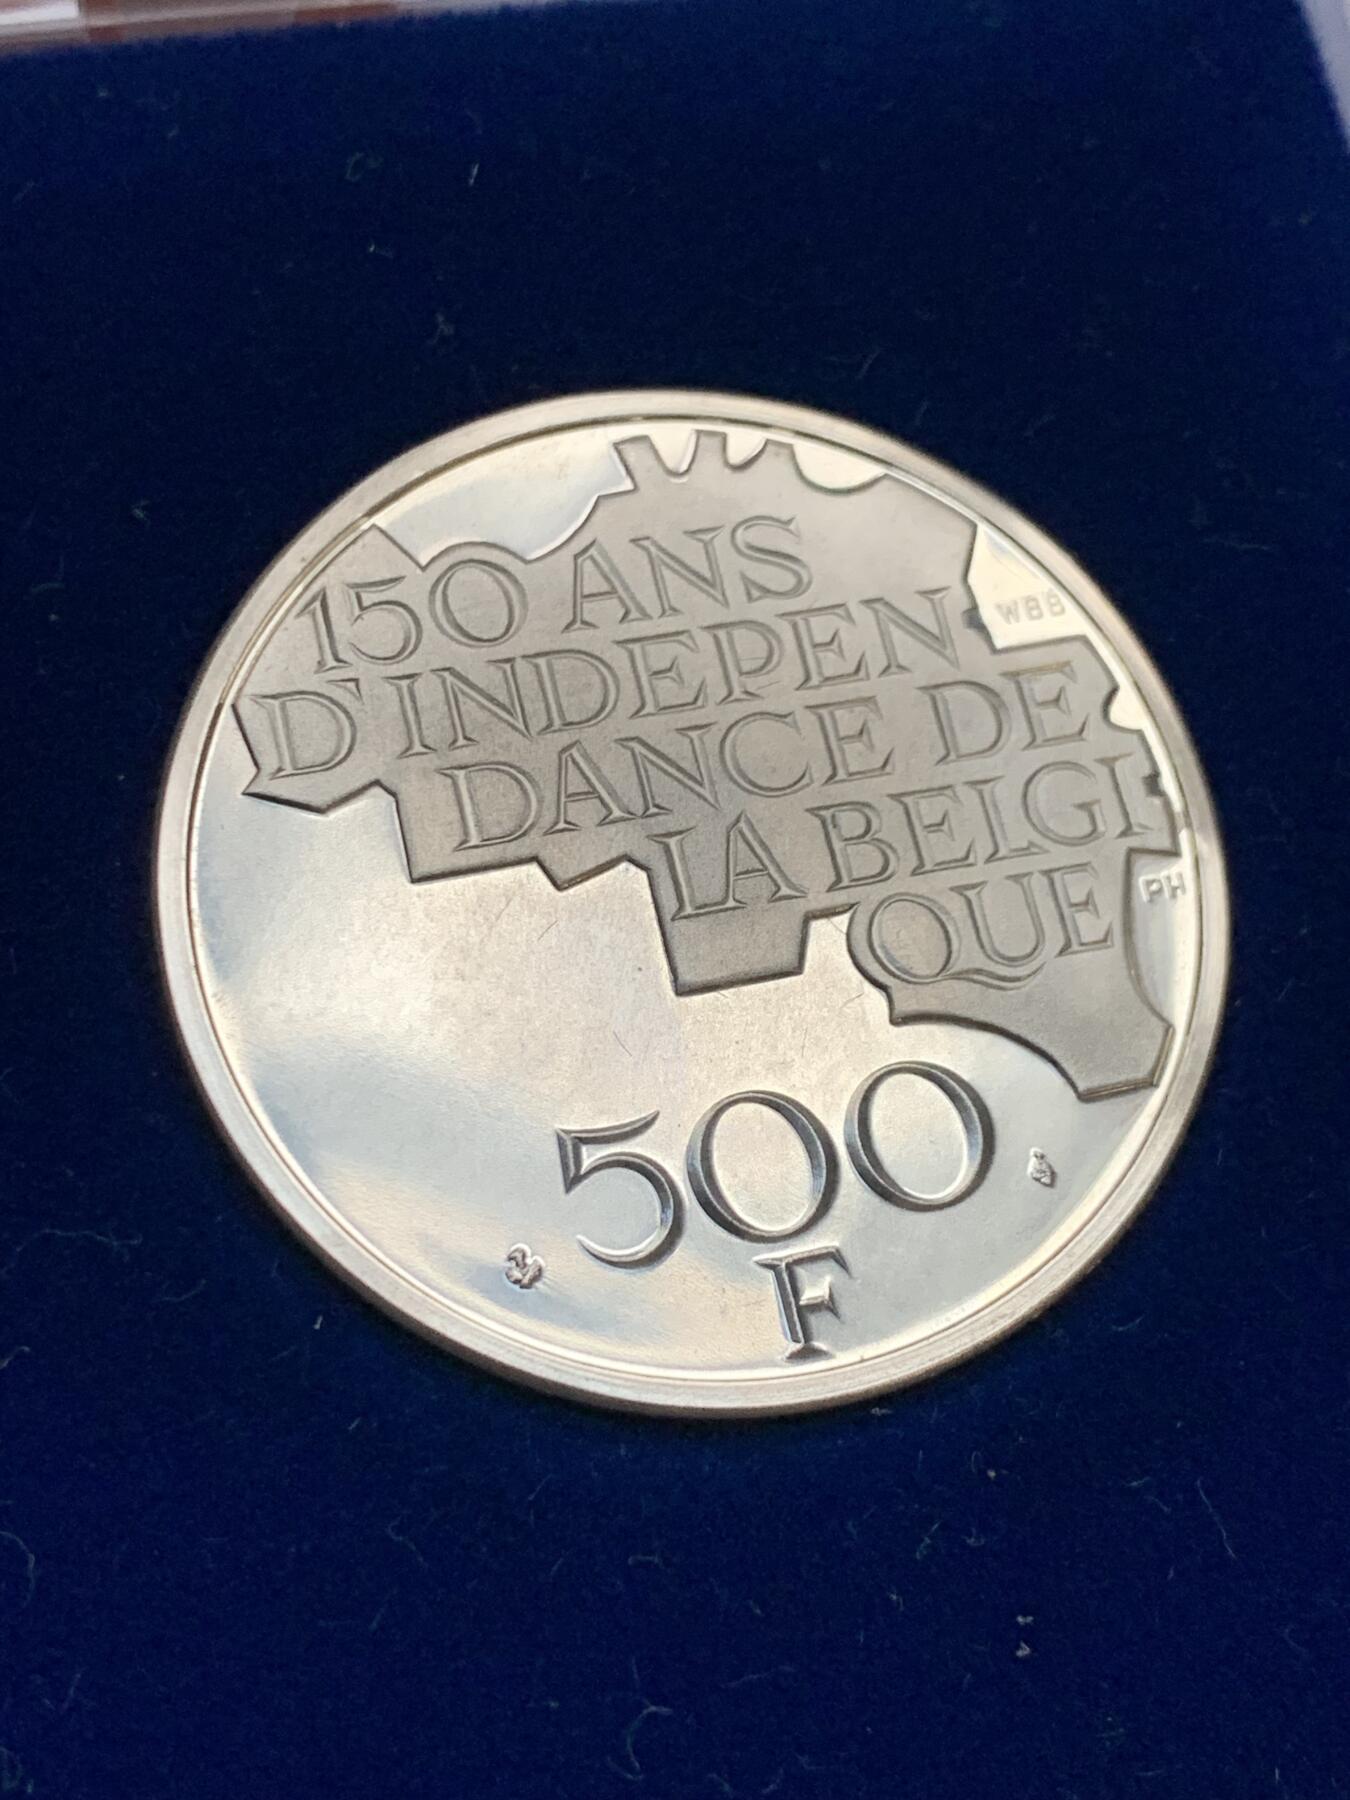 150 ANS
D'INDEPEN
DANCE DE
LA BELGI
QUE
WBB
PH
500
F